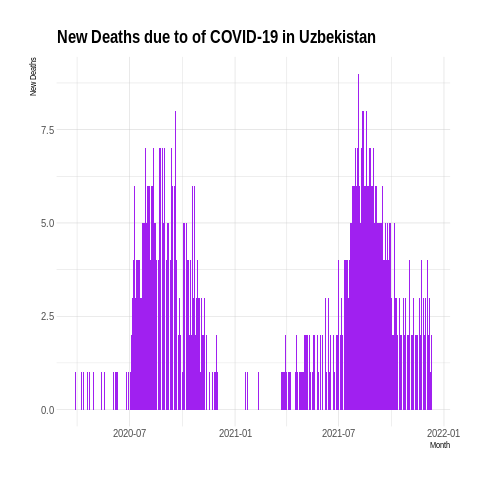 New Deaths due to of COVID-19 in Uzbekistan
New Deaths
7.5
5.0
2.5
0.0
2020-07
2021-01
2021-07
2022-01
Month